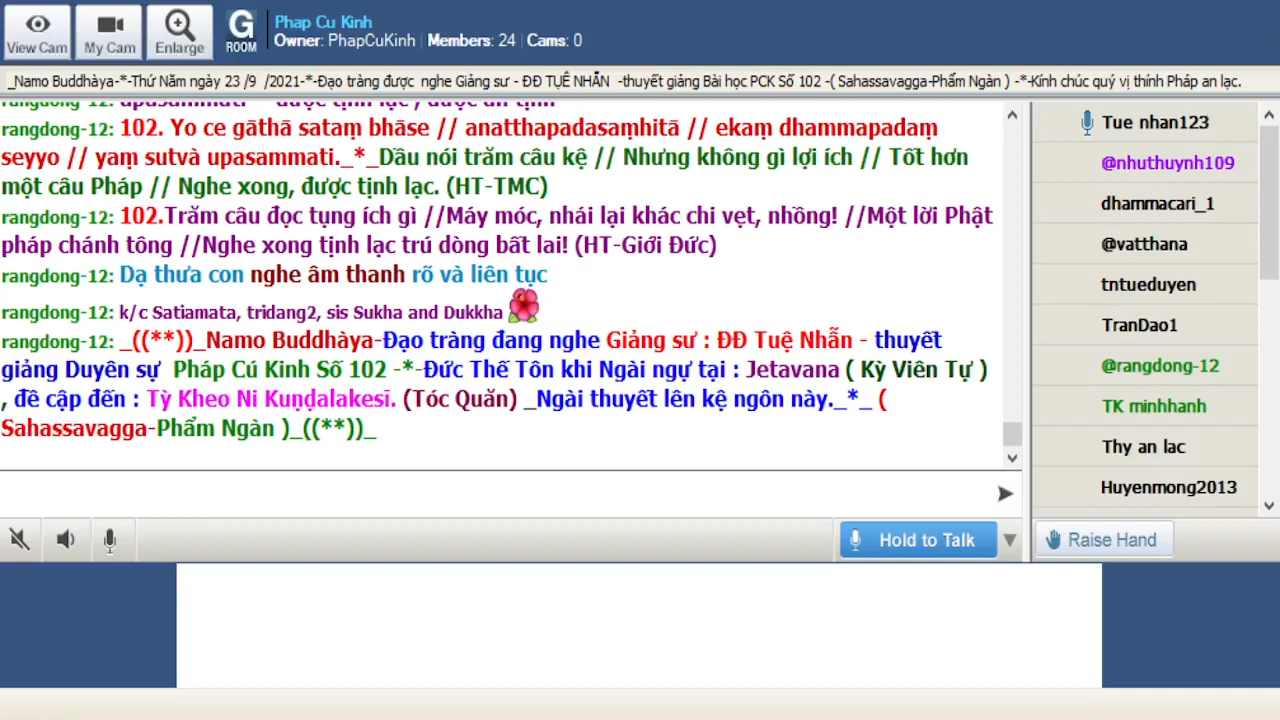 View Cam
My Cam
Enlarge
G
ROOM
Phap Cu Kinh
Owner: PhapCuKinh | Members: 24 | Cams: 0
_Namo Buddhàya-*-Thứ Năm ngày 23 /9 /2021-*-Đạo tràng được nghe Giảng sư - ĐĐ TUỆ NHẪN -thuyết giảng Bài học PCK Số 102 -( Sahassavagga-Phẩm Ngàn ) -*-Kính chúc quý vị thính Pháp an lạc.
rangdong-12: upasammati = được tịnh lạc , được an tịnh
rangdong-12: 102. Yo ce gāthā sataṃ bhāse // anatthapadasaṃhitā // ekaṃ dhammapadaṃ
seyyo // yaṃ sutvà upasammati._*_Dầu nói trăm câu kệ // Nhưng không gì lợi ích // Tốt hơn
một câu Pháp // Nghe xong, được tịnh lạc. (HT-TMC)
rangdong-12: 102.Trăm câu đọc tụng ích gì //Máy móc, nhái lại khác chi vẹt, nhồng! //Một lời Phật
pháp chánh tông //Nghe xong tịnh lạc trú dòng bất lai! (HT-Giới Đức)
rangdong-12: Dạ thưa con nghe âm thanh rõ và liên tục
rangdong-12: k/c Satiamata, tridang2, sis Sukha and Dukkha
rangdong-12: _((**))_Namo Buddhàya-Đạo tràng đang nghe Giảng sư : ĐĐ Tuệ Nhẫn - thuyết
giảng Duyên sự Pháp Cú Kinh Số 102 -*-Đức Thế Tôn khi Ngài ngự tại : Jetavana ( Kỳ Viên Tự )
, đề cập đến : Tỳ Kheo Ni Kuṇḍalakesī. (Tóc Quăn) _Ngài thuyết lên kệ ngôn này._*_ (
Sahassavagga-Phẩm Ngàn )_((**))_
Tue nhan123
@nhuthuynh109
dhammacari_1
@vatthana
tntueduyen
TranDao1
@rangdong-12
TK minhhanh
Thy an lac
Huyenmong2013
Hold to Talk
Raise Hand